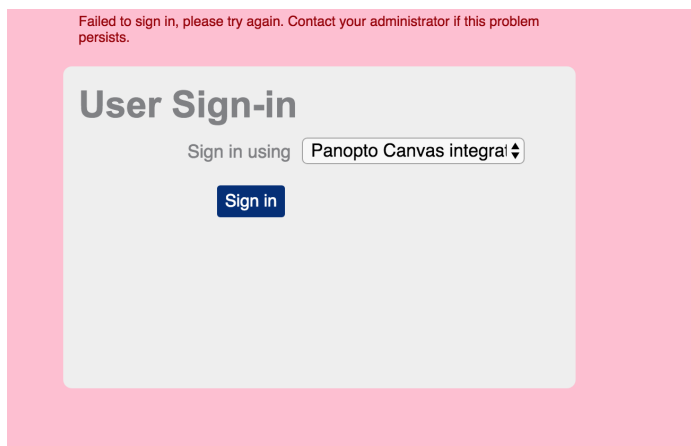 Failed to sign in, please try again. Contact your administrator if this problem
persists.
User Sign-in
Sign in using
Panopto Canvas integrat
Sign in